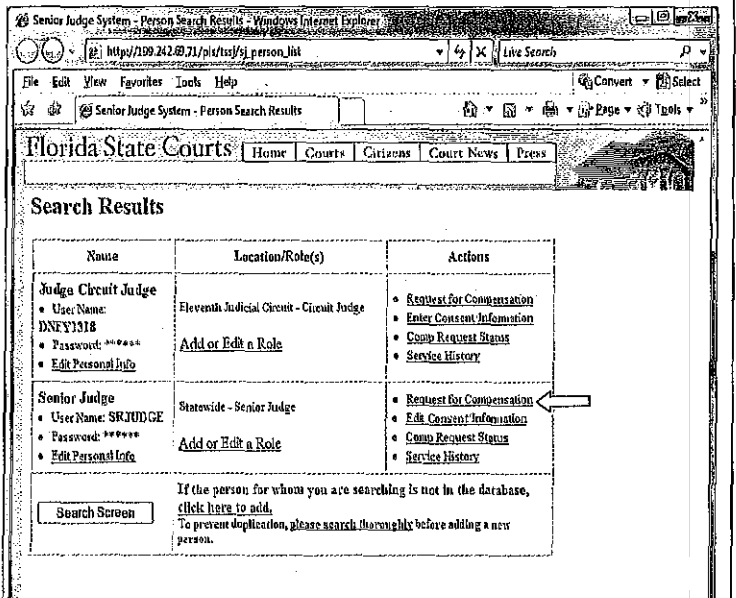 Senior Judge System - Person Search Results - Windows Internet Explorer
http://199.242.69.71/pls/tssj/sj_person_list
Live Search
File Edit View Favorites Tools Help
Convert Select
Senior Judge System - Person Search Results
Page Tools »
Florida State Courts
Home Courts Citizens Court News Press
Search Results
Name Location/Role(s) Actions
Judge Circuit Judge
• User Name:
DNEY1318
• Password: ******
• Edit Personal Info
Eleventh Judicial Circuit - Circuit Judge
Add or Edit a Role
• Request for Compensation
• Enter Consent Information
• Comp Request Status
• Service History
Senior Judge
• User Name: SRJUDGE
• Password: ******
• Edit Personal Info
Statewide - Senior Judge
Add or Edit a Role
• Request for Compensation
• Edit Consent Information
• Comp Request Status
• Service History
Search Screen
If the person for whom you are searching is not in the database,
click here to add.
To prevent duplication, please search thoroughly before adding a new
person.